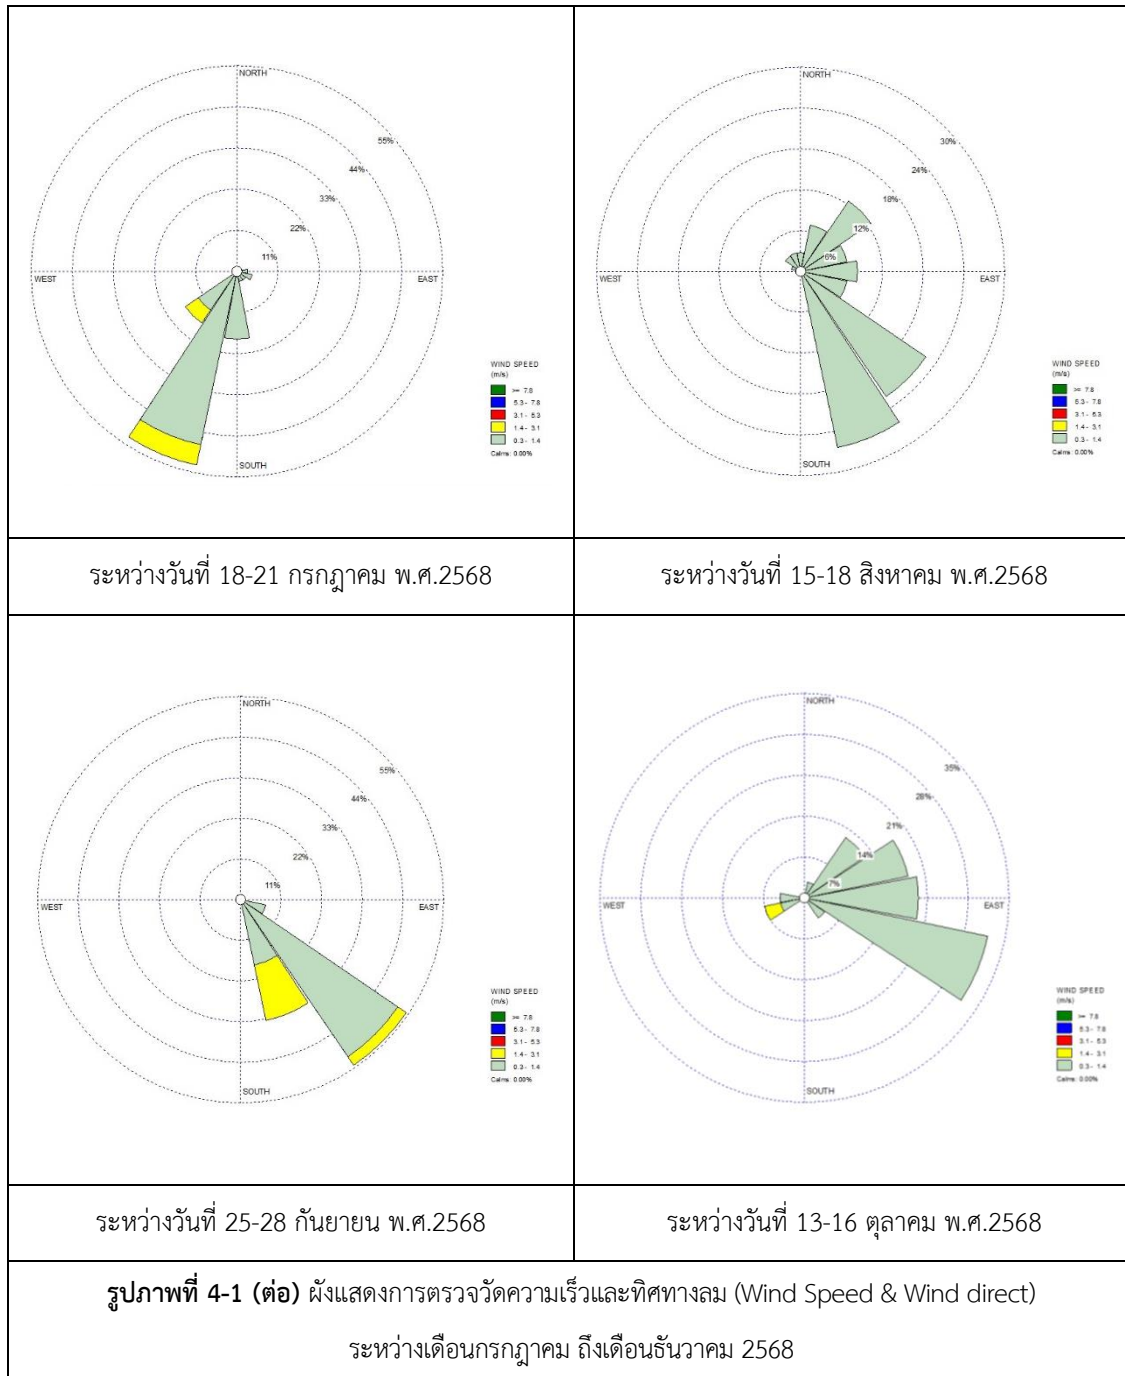 NORTH
55%
44%
33%
22%
11%
WEST
EAST
SOUTH
WIND SPEED
(m/s)
>= 7.8
5.3 - 7.8
3.1 - 5.3
1.4 - 3.1
0.3 - 1.4
Calms: 0.00%
NORTH
30%
24%
18%
12%
6%
WEST
EAST
SOUTH
WIND SPEED
(m/s)
>= 7.8
5.3 - 7.8
3.1 - 5.3
1.4 - 3.1
0.3 - 1.4
Calms: 0.00%
ระหว่างวันที่ 18-21 กรกฎาคม พ.ศ.2568
ระหว่างวันที่ 15-18 สิงหาคม พ.ศ.2568
NORTH
55%
44%
33%
22%
11%
WEST
EAST
SOUTH
WIND SPEED
(m/s)
>= 7.8
5.3 - 7.8
3.1 - 5.3
1.4 - 3.1
0.3 - 1.4
Calms: 0.00%
NORTH
35%
28%
21%
14%
7%
WEST
EAST
SOUTH
WIND SPEED
(m/s)
>= 7.8
5.3 - 7.8
3.1 - 5.3
1.4 - 3.1
0.3 - 1.4
Calms: 0.00%
ระหว่างวันที่ 25-28 กันยายน พ.ศ.2568
ระหว่างวันที่ 13-16 ตุลาคม พ.ศ.2568
รูปภาพที่ 4-1 (ต่อ) ผังแสดงการตรวจวัดความเร็วและทิศทางลม (Wind Speed & Wind direct)
ระหว่างเดือนกรกฎาคม ถึงเดือนธันวาคม 2568